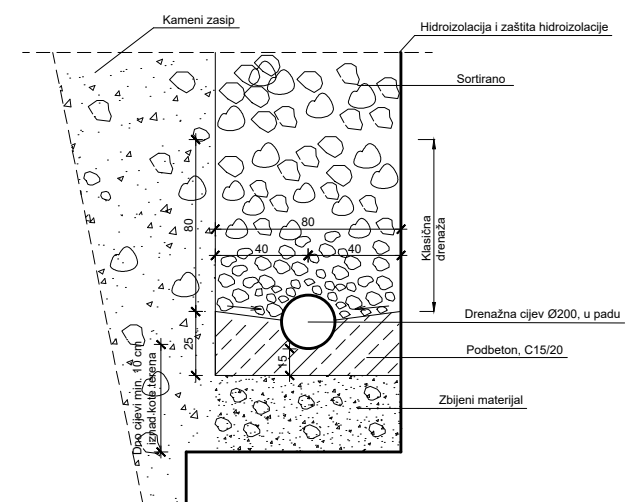 Kameni zasip
Hidroizolacija i zaštita hidroizolacije
Sortirano
80
80
40
40
Klasična
drenaža
Drenažna cijev Ø200, u padu
25
15
Podbeton, C15/20
Dno cijevi min. 10 cm
iznad kote terena
Zbijeni materijal